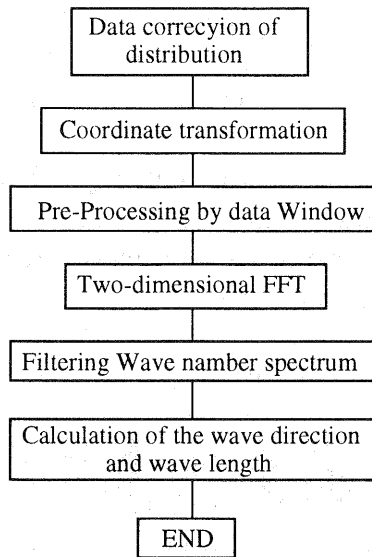 Data correcyion of
distribution
Coordinate transformation
Pre-Processing by data Window
Two-dimensional FFT
Filtering Wave namber spectrum
Calculation of the wave direction
and wave length
END